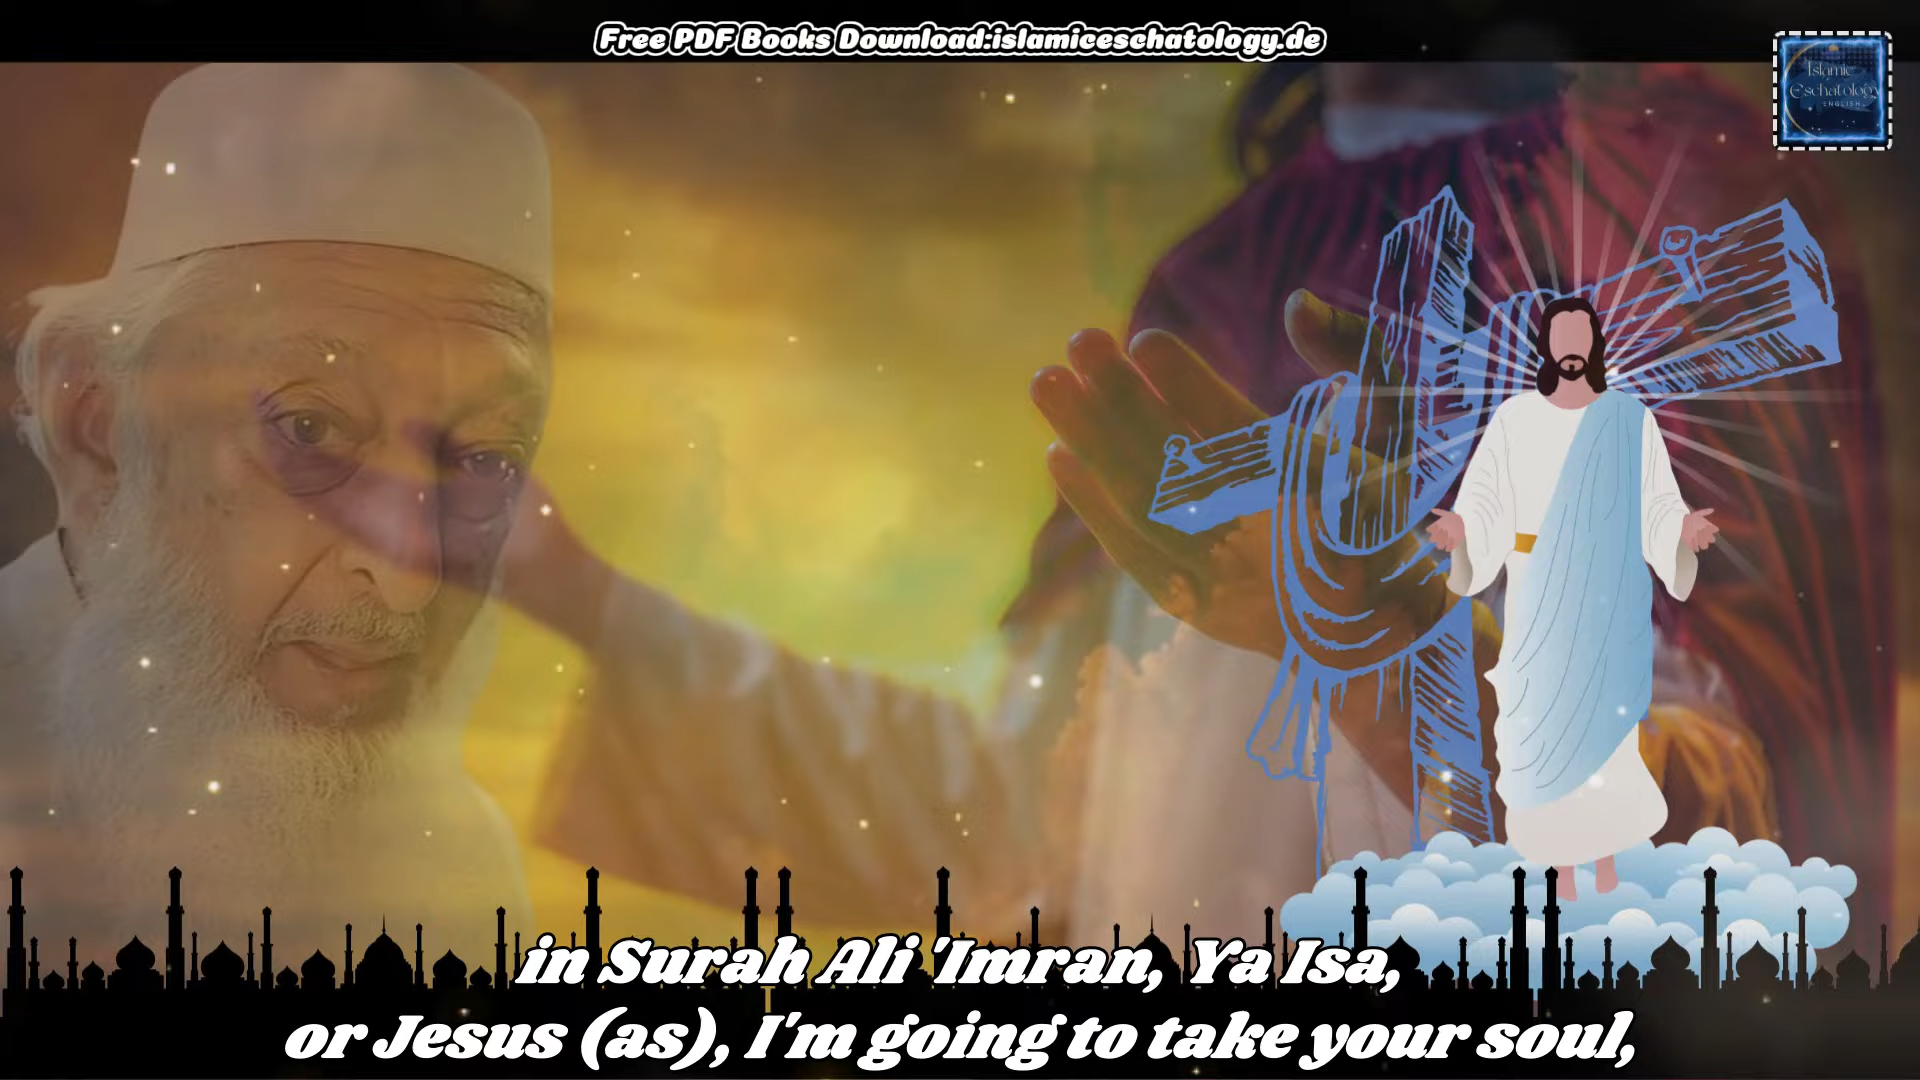 Free PDF Books Download:islamiceschatology.de
Islamic
Eschatology
ENGLISH
in Surah Ali 'Imran, Ya Isa,
or Jesus (as), I'm going to take your soul,